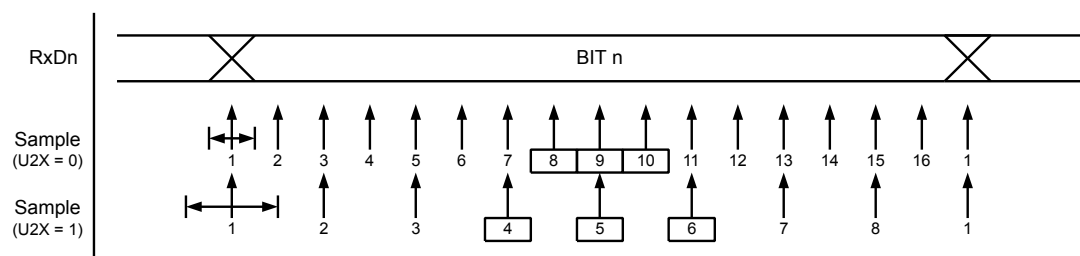 RxDn BIT n
Sample
(U2X = 0) 1 2 3 4 5 6 7 8 9 10 11 12 13 14 15 16 1
Sample
(U2X = 1) 1 2 3 4 5 6 7 8 1